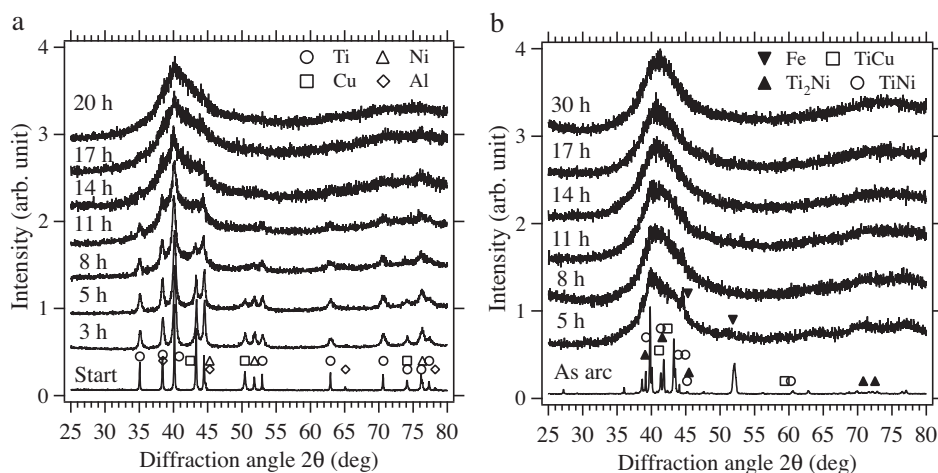 a
4
3
2
1
0
Intensity (arb. unit)
Ti
Ni
Cu
Al
20 h
17 h
14 h
11 h
8 h
5 h
3 h
Start
25 30 35 40 45 50 55 60 65 70 75 80
Diffraction angle 2θ (deg)
b
4
3
2
1
0
Intensity (arb. unit)
Fe
TiCu
Ti₂Ni
TiNi
30 h
17 h
14 h
11 h
8 h
5 h
As arc
25 30 35 40 45 50 55 60 65 70 75 80
Diffraction angle 2θ (deg)